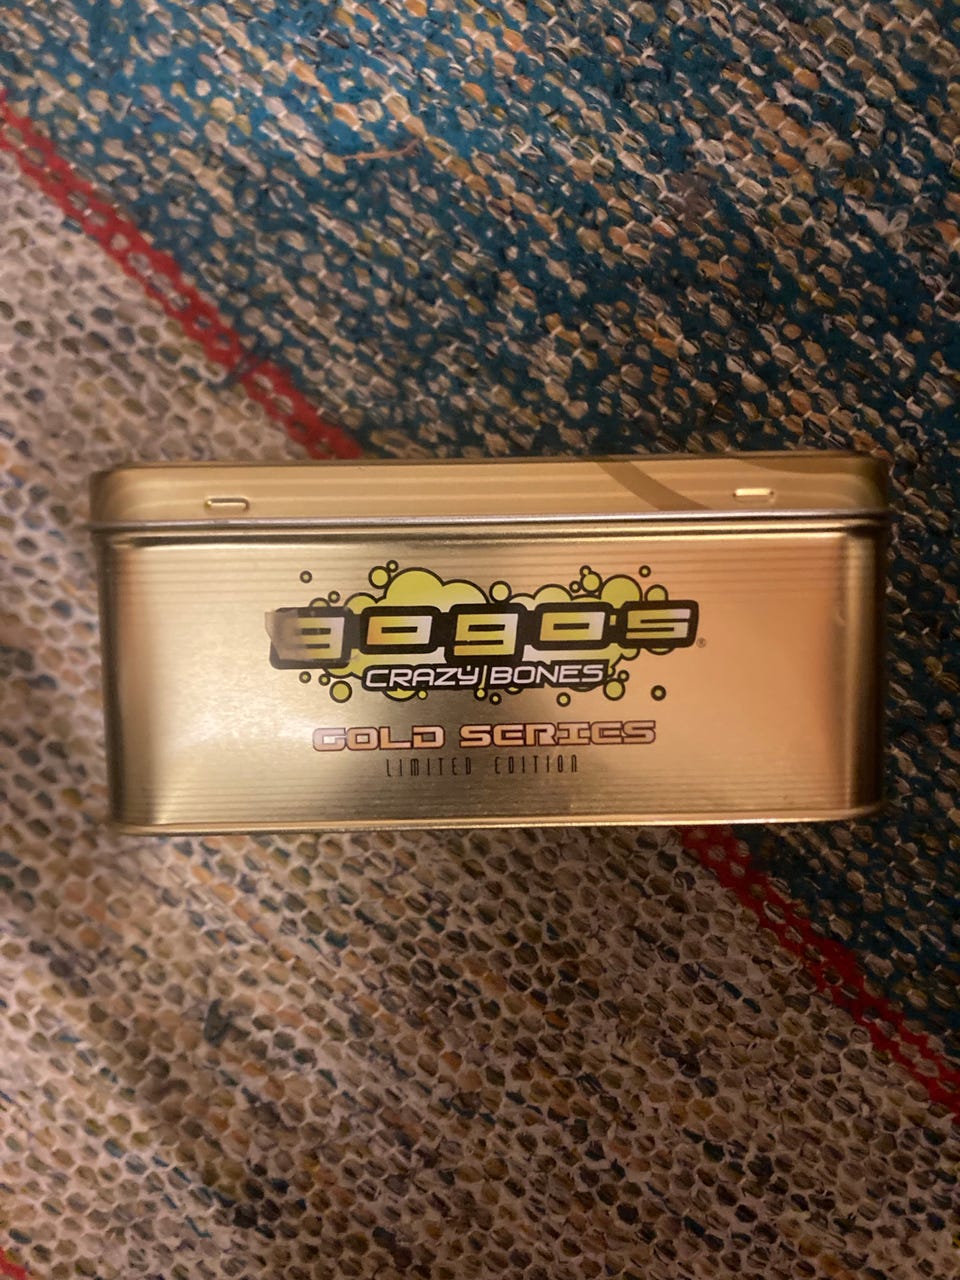 gogo's®
CRAZY BONES
GOLD SERIES
LIMITED EDITION